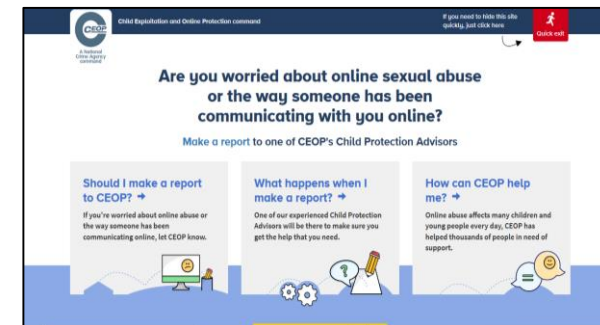 CEOP
A National
Crime Agency
command
Child Exploitation and Online Protection command
If you need to hide this site
quickly, just click here
Quick exit
Are you worried about online sexual abuse
or the way someone has been
communicating with you online?
Make a report to one of CEOP's Child Protection Advisors
Should I make a report
to CEOP? →
If you're worried about online abuse or
the way someone has been
communicating online, let CEOP know.
What happens when I
make a report? →
One of our experienced Child Protection
Advisors will be there to make sure you
get the help that you need.
How can CEOP help
me? →
Online abuse affects many children and
young people every day, CEOP has
helped thousands of people in need of
support.